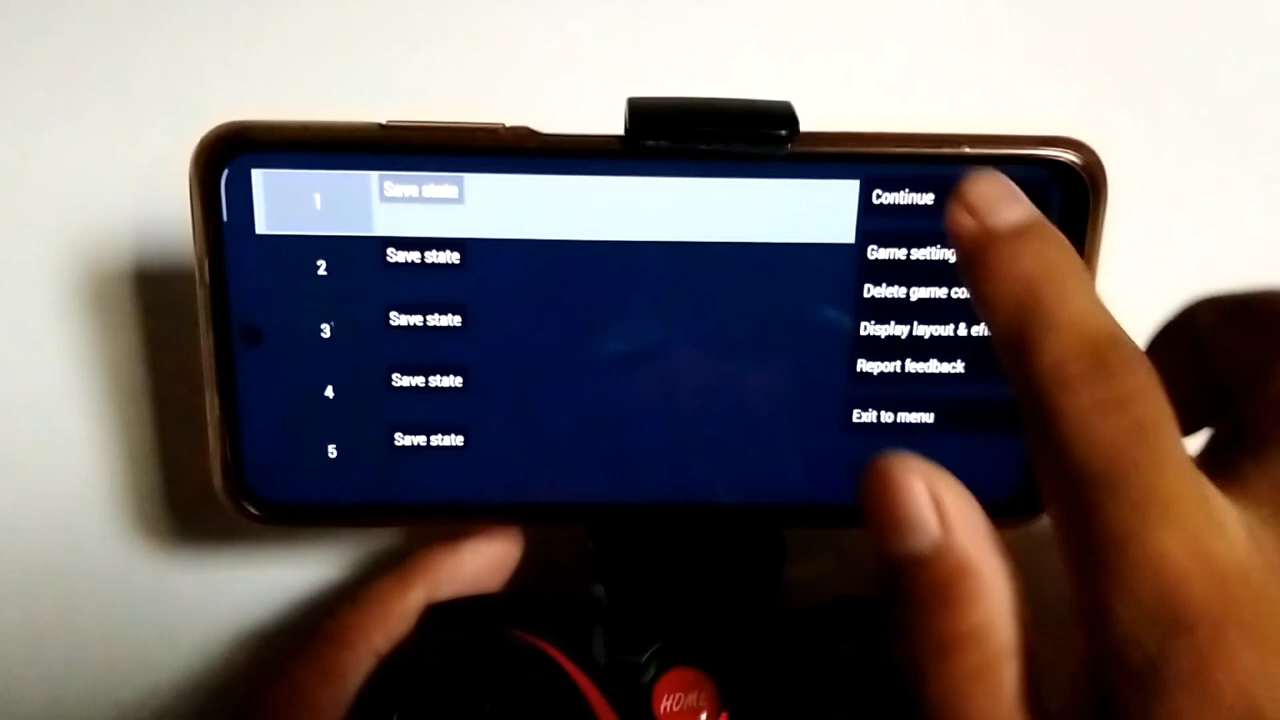 1 Save state
2 Save state
3 Save state
4 Save state
5 Save state
Continue
Game setting
Delete game co
Display layout & eff
Report feedback
Exit to menu
HOME